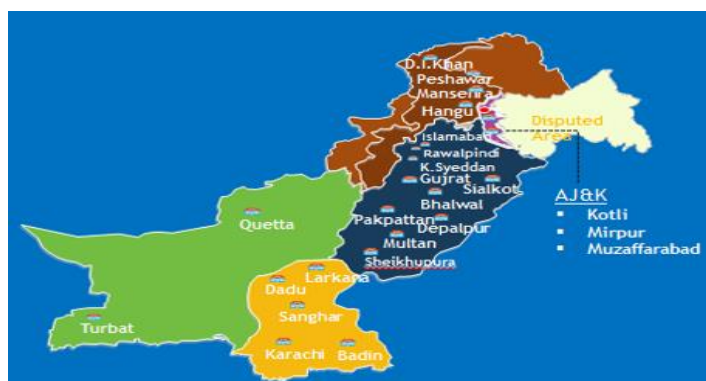 D.I.Khan
Peshawar
Mansehra
Hangu
Disputed
Area
Islamabad
Rawalpindi
K.Syeddan
Gujrat
Sialkot
Bhalwal
Pakpattan
Depalpur
Multan
Sheikhupura
Quetta
Larkana
Dadu
Sanghar
Turbat
Karachi
Badin
AJ&K
Kotli
Mirpur
Muzaffarabad